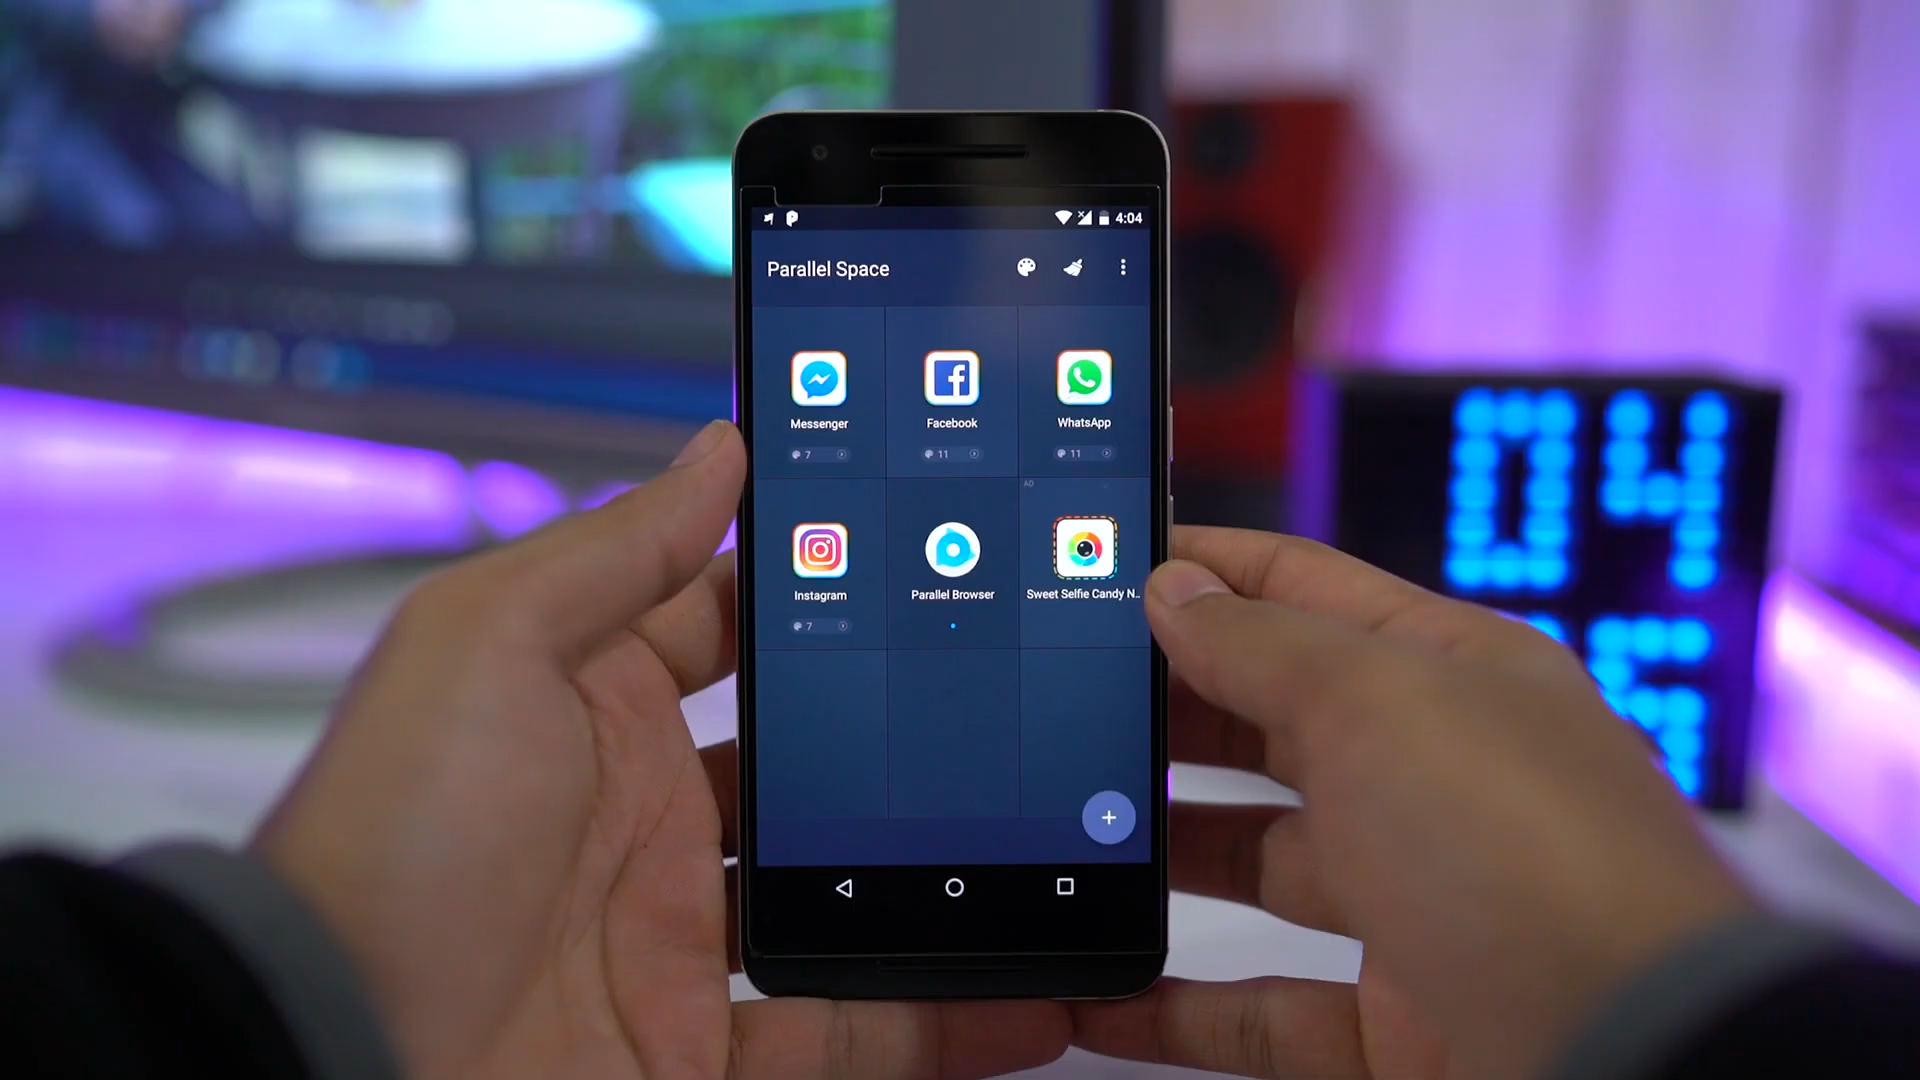 4:04
Parallel Space
Messenger
Facebook
WhatsApp
7
11
11
AD
Instagram
Parallel Browser
Sweet Selfie Candy N..
7
+
04